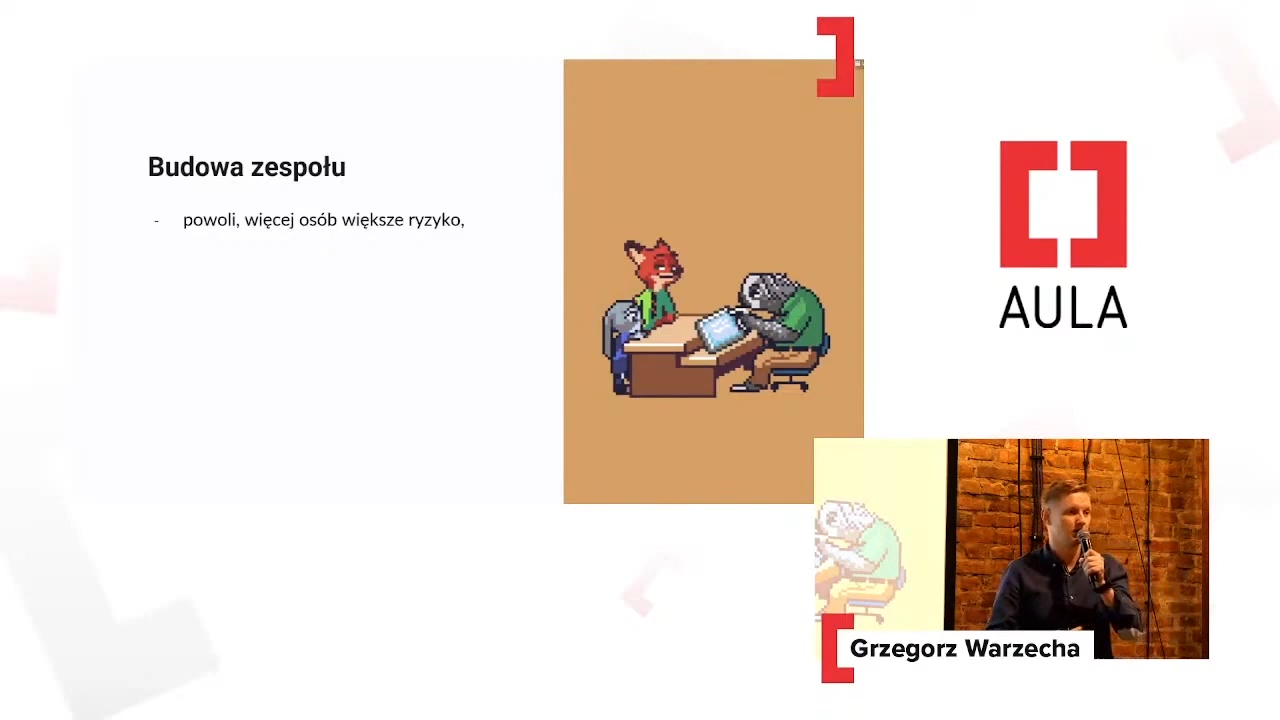 Budowa zespołu
- powoli, więcej osób większe ryzyko,
AULA
Grzegorz Warzecha